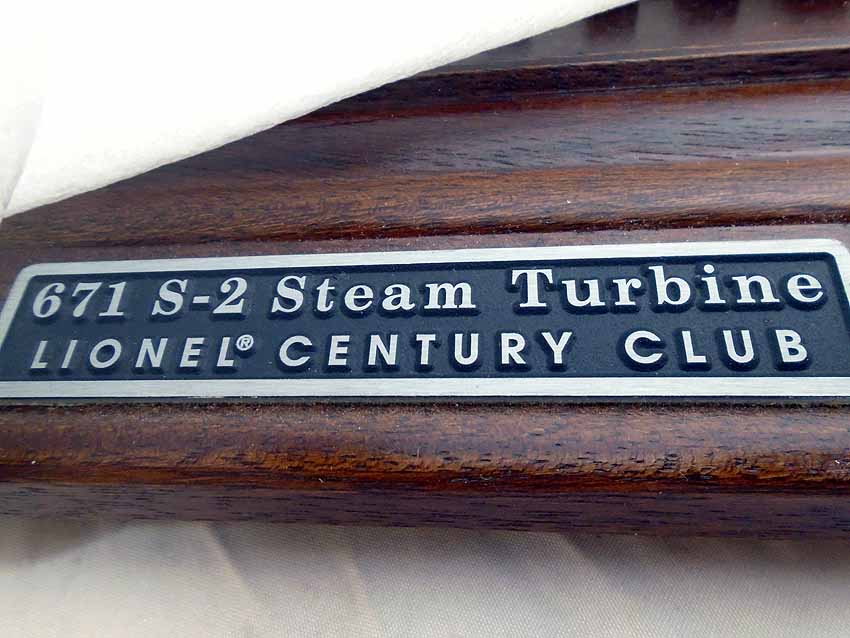 671 S-2 Steam Turbine
LIONEL® CENTURY CLUB